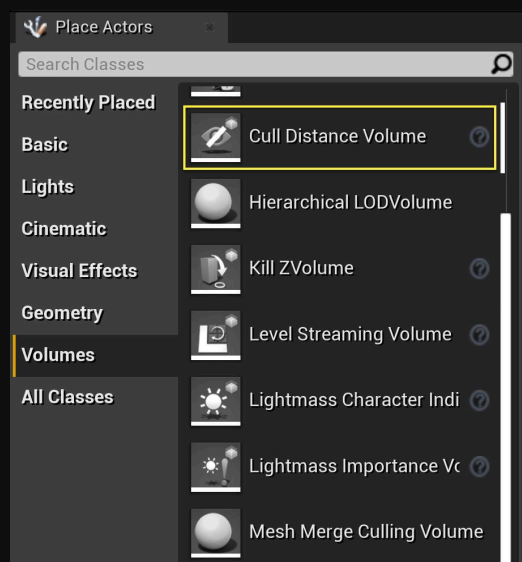 Place Actors
Search Classes
Recently Placed
Basic
Lights
Cinematic
Visual Effects
Geometry
Volumes
All Classes
Cull Distance Volume
Hierarchical LODVolume
Kill ZVolume
Level Streaming Volume
Lightmass Character Indi
Lightmass Importance Vo
Mesh Merge Culling Volume